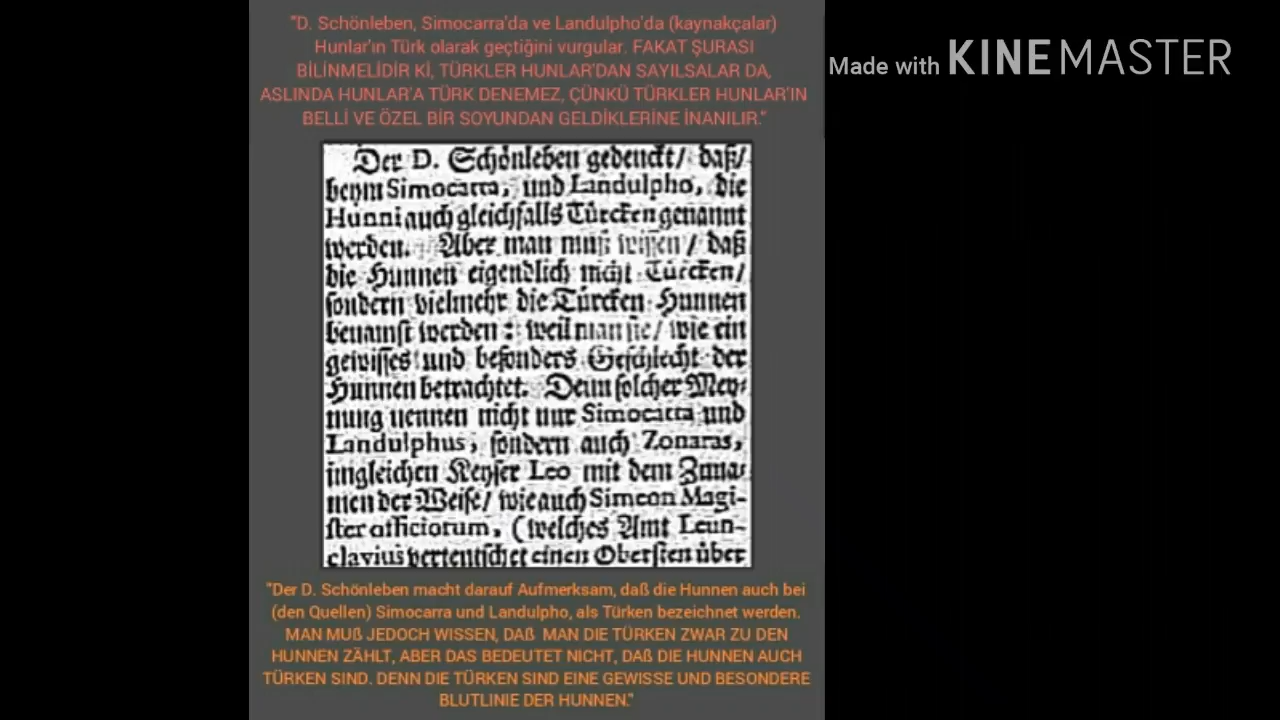 "D. Schönleben, Simocarra'da ve Landulpho'da (kaynakçalar)
Hunlar'ın Türk olarak geçtiğini vurgular. FAKAT ŞURASI
BİLİNMELİDİR Kİ, TÜRKLER HUNLAR'DAN SAYILSALAR DA,
ASLINDA HUNLAR'A TÜRK DENEMEZ, ÇÜNKÜ TÜRKLER HUNLAR'IN
BELLİ VE ÖZEL BİR SOYUNDAN GELDİKLERİNE İNANILIR."
Made with KINEMASTER
Der D. Schönleben gedenckt/ daß/
beym Simocarra, und Landulpho, die
Hunni auch gleichfalls Türcken genannt
werden. Aber man muß wissen / daß
die Hunnen eigendlich nicht Türcken/
sondern vielmehr die Türcken Hunnen
benamst werden : weil man sie/ wie ein
gewisses und besonders Geschlecht der
Hunnen betrachtet. Denn solcher Mey-
nung nennen nicht nur Simocatta und
Landulphus, sondern auch Zonaras,
imgleichen Keyser Leo mit dem Zuna-
men der Weise/ wie auch Simeon Magi-
ster officiorum, (welches Amt Leun-
clavius verteutschet einen Obersten über
"Der D. Schönleben macht darauf Aufmerksam, daß die Hunnen auch bei
(den Quellen) Simocarra und Landulpho, als Türken bezeichnet werden.
MAN MUß JEDOCH WISSEN, DAß MAN DIE TÜRKEN ZWAR ZU DEN
HUNNEN ZÄHLT, ABER DAS BEDEUTET NICHT, DAß DIE HUNNEN AUCH
TÜRKEN SIND. DENN DIE TÜRKEN SIND EINE GEWISSE UND BESONDERE
BLUTLINIE DER HUNNEN."